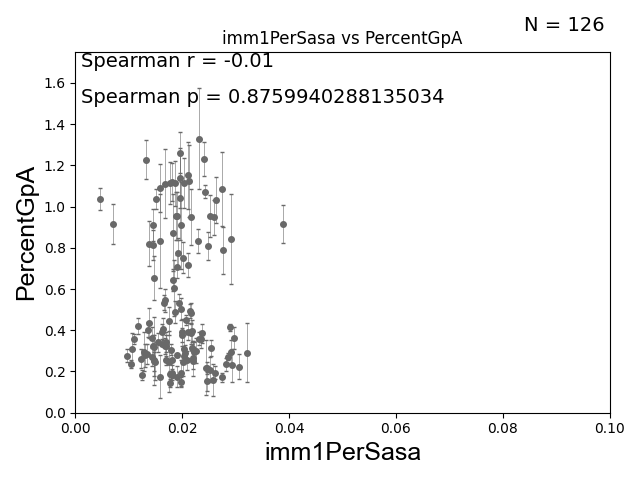 N = 126
imm1PerSasa vs PercentGpA
Spearman r = -0.01
Spearman p = 0.8759940288135034
PercentGpA
1.6
1.4
1.2
1.0
0.8
0.6
0.4
0.2
0.0
0.00 0.02 0.04 0.06 0.08 0.10
imm1PerSasa